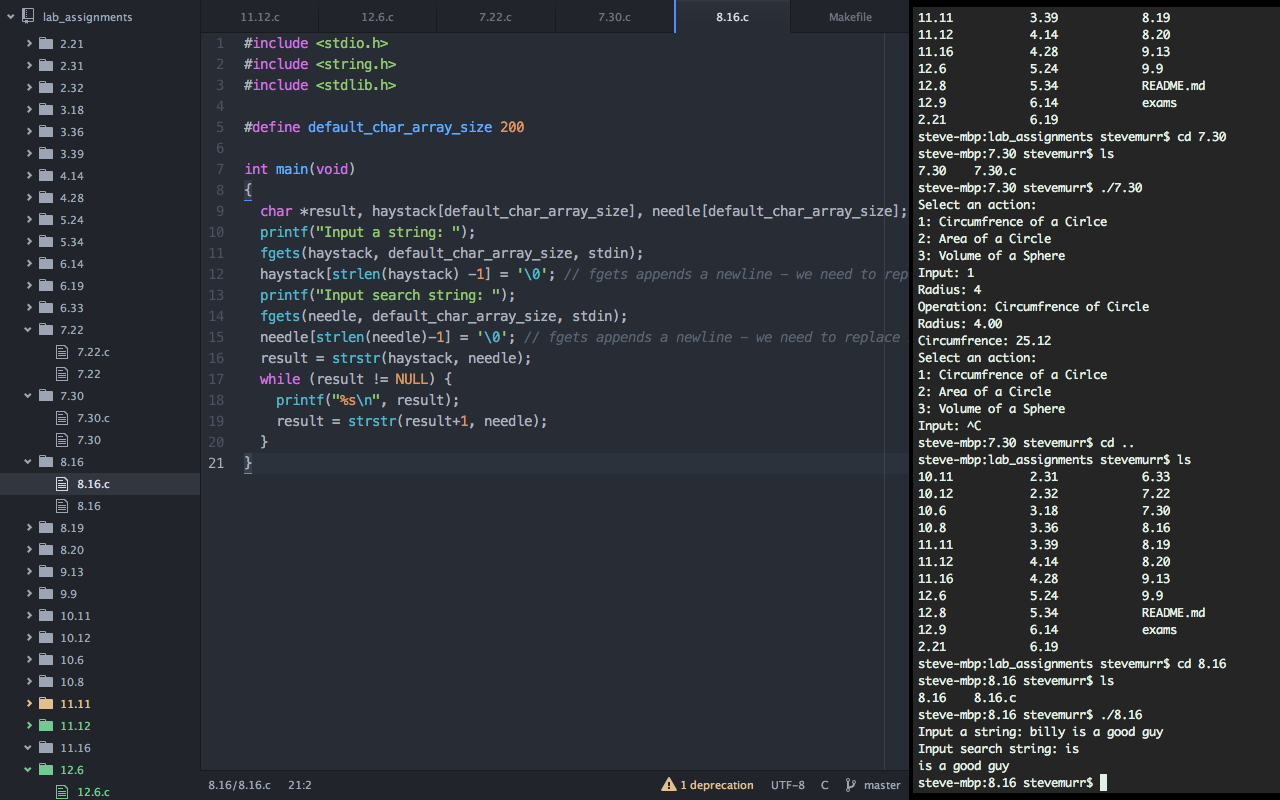 lab_assignments
2.21
2.31
2.32
3.18
3.36
3.39
4.14
4.28
5.24
5.34
6.14
6.19
6.33
7.22
7.22.c
7.22
7.30
7.30.c
7.30
8.16
8.16.c
8.16
8.19
8.20
9.13
9.9
10.11
10.12
10.6
10.8
11.11
11.12
11.16
12.6
12.6.c
11.12.c 12.6.c 7.22.c 7.30.c 8.16.c Makefile
1 #include <stdio.h>
2 #include <string.h>
3 #include <stdlib.h>
4
5 #define default_char_array_size 200
6
7 int main(void)
8 {
9 char *result, haystack[default_char_array_size], needle[default_char_array_size];
10 printf("Input a string: ");
11 fgets(haystack, default_char_array_size, stdin);
12 haystack[strlen(haystack) -1] = '\0'; // fgets appends a newline - we need to rep
13 printf("Input search string: ");
14 fgets(needle, default_char_array_size, stdin);
15 needle[strlen(needle)-1] = '\0'; // fgets appends a newline - we need to replace
16 result = strstr(haystack, needle);
17 while (result != NULL) {
18 printf("%s\n", result);
19 result = strstr(result+1, needle);
20 }
21 }
8.16/8.16.c 21:2 1 deprecation UTF-8 C master
11.11 3.39 8.19
11.12 4.14 8.20
11.16 4.28 9.13
12.6 5.24 9.9
12.8 5.34 README.md
12.9 6.14 exams
2.21 6.19
steve-mbp:lab_assignments stevemurr$ cd 7.30
steve-mbp:7.30 stevemurr$ ls
7.30 7.30.c
steve-mbp:7.30 stevemurr$ ./7.30
Select an action:
1: Circumfrence of a Cirlce
2: Area of a Circle
3: Volume of a Sphere
Input: 1
Radius: 4
Operation: Circumfrence of Circle
Radius: 4.00
Circumfrence: 25.12
Select an action:
1: Circumfrence of a Cirlce
2: Area of a Circle
3: Volume of a Sphere
Input: ^C
steve-mbp:7.30 stevemurr$ cd ..
steve-mbp:lab_assignments stevemurr$ ls
10.11 2.31 6.33
10.12 2.32 7.22
10.6 3.18 7.30
10.8 3.36 8.16
11.11 3.39 8.19
11.12 4.14 8.20
11.16 4.28 9.13
12.6 5.24 9.9
12.8 5.34 README.md
12.9 6.14 exams
2.21 6.19
steve-mbp:lab_assignments stevemurr$ cd 8.16
steve-mbp:8.16 stevemurr$ ls
8.16 8.16.c
steve-mbp:8.16 stevemurr$ ./8.16
Input a string: billy is a good guy
Input search string: is
is a good guy
steve-mbp:8.16 stevemurr$